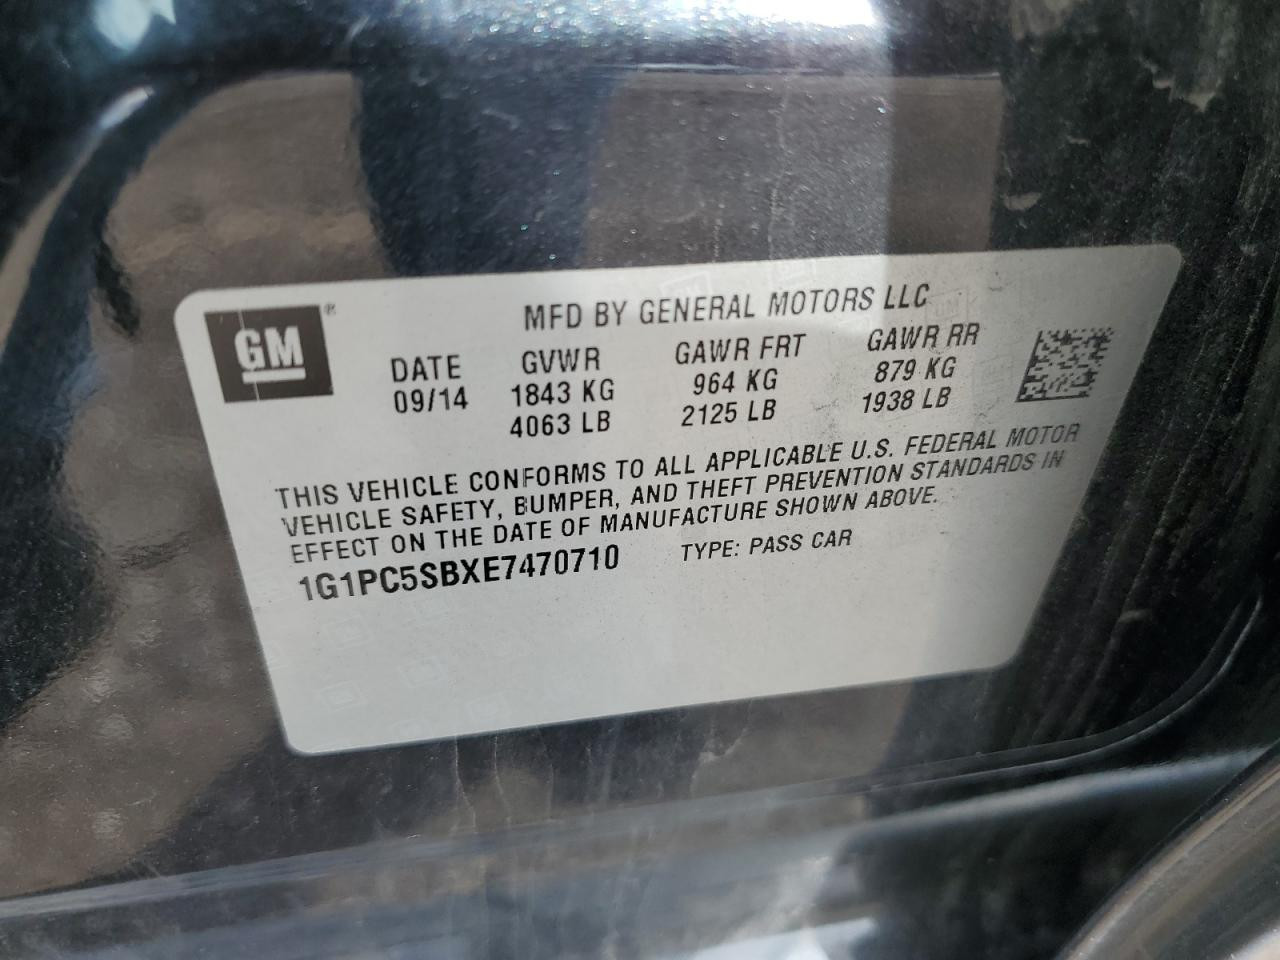 GM ®
MFD BY GENERAL MOTORS LLC
DATE GVWR GAWR FRT GAWR RR
09/14 1843 KG 964 KG 879 KG
4063 LB 2125 LB 1938 LB
THIS VEHICLE CONFORMS TO ALL APPLICABLE U.S. FEDERAL MOTOR
VEHICLE SAFETY, BUMPER, AND THEFT PREVENTION STANDARDS IN
EFFECT ON THE DATE OF MANUFACTURE SHOWN ABOVE.
1G1PC5SBXE7470710 TYPE: PASS CAR